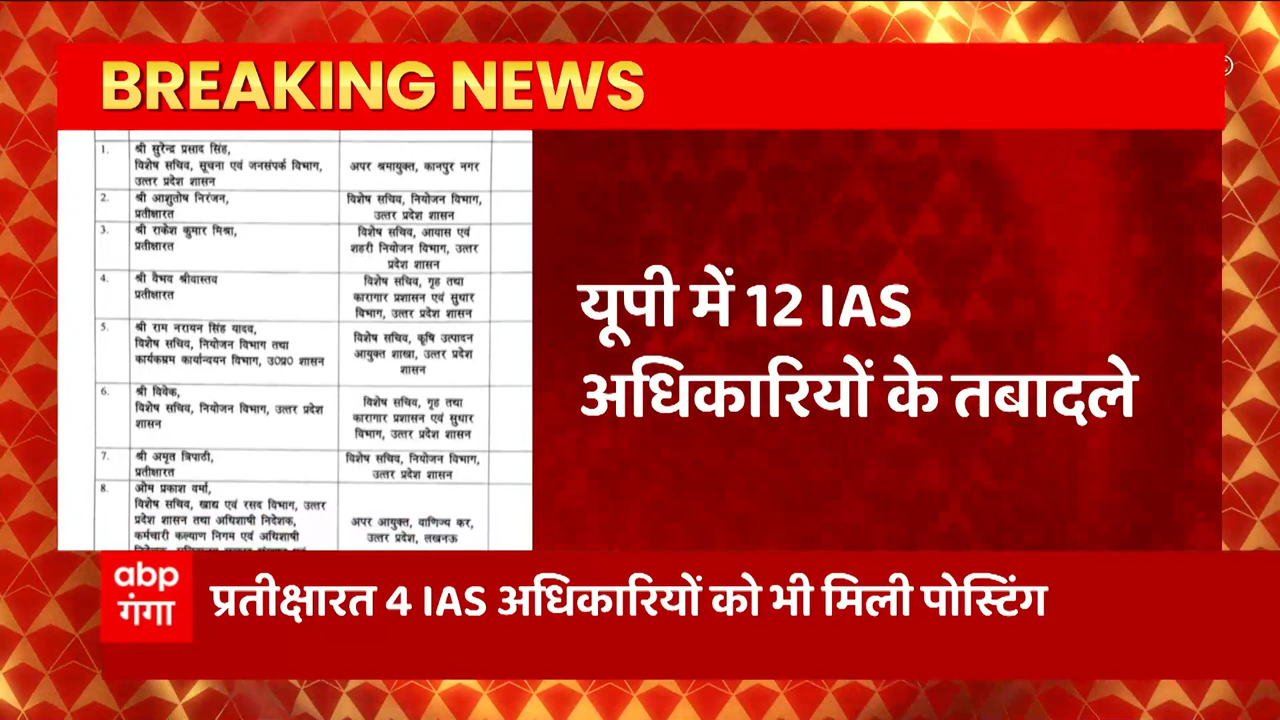 BREAKING NEWS
1.
श्री सुरेन्द्र प्रसाद सिंह,
विशेष सचिव, सूचना एवं जनसंपर्क विभाग,
उत्तर प्रदेश शासन
अपर श्रमायुक्त, कानपुर नगर
2.
श्री आशुतोष निरंजन,
प्रतीक्षारत
विशेष सचिव, नियोजन विभाग,
उत्तर प्रदेश शासन
3.
श्री राकेश कुमार मिश्रा,
प्रतीक्षारत
विशेष सचिव, आवास एवं
शहरी नियोजन विभाग, उत्तर
प्रदेश शासन
4.
श्री वैभव श्रीवास्तव
प्रतीक्षारत
विशेष सचिव, गृह तथा
कारागार प्रशासन एवं सुधार
विभाग, उत्तर प्रदेश शासन
5.
श्री राम नरायन सिंह यादव,
विशेष सचिव, नियोजन विभाग तथा
कार्यकम्रम कार्यान्वयन विभाग, उ0प्र0 शासन
विशेष सचिव, कृषि उत्पादन
आयुक्त शाखा, उत्तर प्रदेश
शासन
6.
श्री विवेक,
विशेष सचिव, नियोजन विभाग, उत्तर प्रदेश
शासन
विशेष सचिव, गृह तथा
कारागार प्रशासन एवं सुधार
विभाग, उत्तर प्रदेश शासन
7.
श्री अमृत त्रिपाठी,
प्रतीक्षारत
विशेष सचिव, नियोजन विभाग,
उत्तर प्रदेश शासन
8.
ओम प्रकाश वर्मा,
विशेष सचिव, खाद्य एवं रसद विभाग, उत्तर
प्रदेश शासन तथा अधिशाषी निदेशक,
कर्मचारी कल्याण निगम एवं अधिशाषी
अपर आयुक्त, वाणिज्य कर,
उत्तर प्रदेश, लखनऊ
यूपी में 12 IAS
अधिकारियों के तबादले
abp
गंगा
प्रतीक्षारत 4 IAS अधिकारियों को भी मिली पोस्टिंग